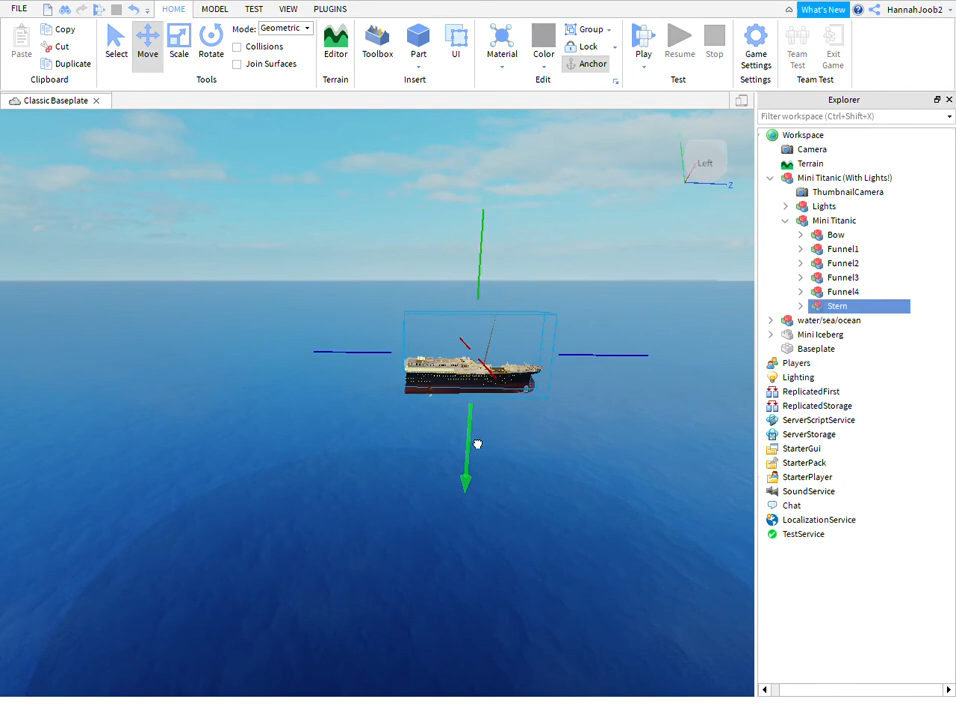 FILE HOME MODEL TEST VIEW PLUGINS What's New HannahJoob2
Paste Copy Cut Duplicate Clipboard
Select Move Scale Rotate Mode: Geometric Collisions Join Surfaces Tools
Editor Terrain
Toolbox Part UI Insert
Material Color Group Lock Anchor Edit
Play Resume Stop Test
Game Settings Settings
Team Test Exit Game Team Test
Classic Baseplate
Left
Z
Explorer
Filter workspace (Ctrl+Shift+X)
Workspace
Camera
Terrain
Mini Titanic (With Lights!)
ThumbnailCamera
Lights
Mini Titanic
Bow
Funnel1
Funnel2
Funnel3
Funnel4
Stern
water/sea/ocean
Mini Iceberg
Baseplate
Players
Lighting
ReplicatedFirst
ReplicatedStorage
ServerScriptService
ServerStorage
StarterGui
StarterPack
StarterPlayer
SoundService
Chat
LocalizationService
TestService